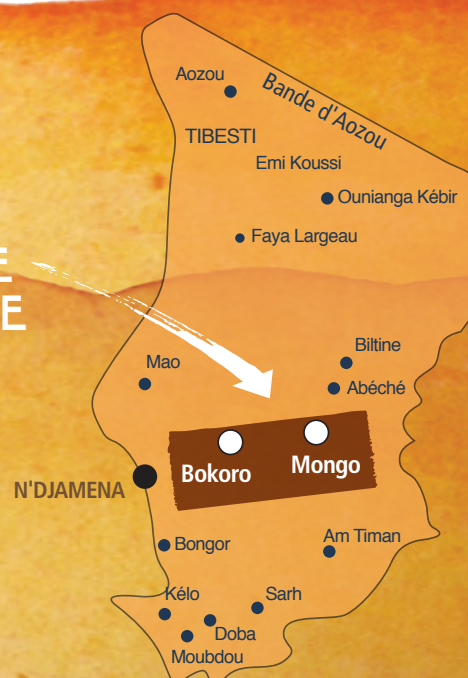 Aozou
Bande d'Aozou
TIBESTI
Emi Koussi
Ounianga Kébir
Faya Largeau
E
E
Biltine
Mao
Abéché
Bokoro
Mongo
N'DJAMENA
Bongor
Am Timan
Kélo
Sarh
Doba
Moubdou